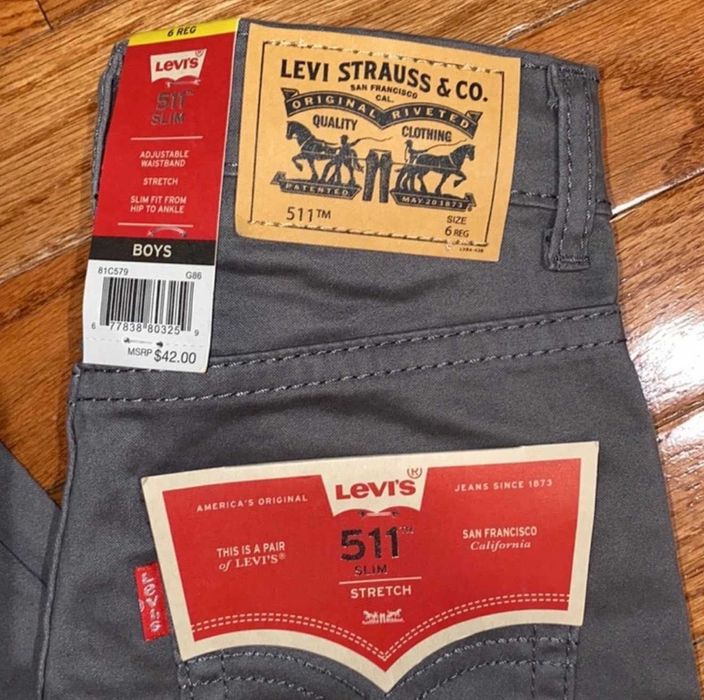 6 REG
LEVI'S
511™
SLIM
ADJUSTABLE
WAISTBAND
STRETCH
SLIM FIT FROM
HIP TO ANKLE
BOYS
81C579 G86
6 77838 80325 9
MSRP $42.00
LEVI STRAUSS & CO.
SAN FRANCISCO
CAL.
ORIGINAL RIVETED
QUALITY CLOTHING
PATENTED MAY 20 1873
511™
SIZE
6 REG
LEVI'S®
AMERICA'S ORIGINAL
JEANS SINCE 1873
THIS IS A PAIR
of LEVI'S®
511™
SLIM
STRETCH
SAN FRANCISCO
California
LEVI'S